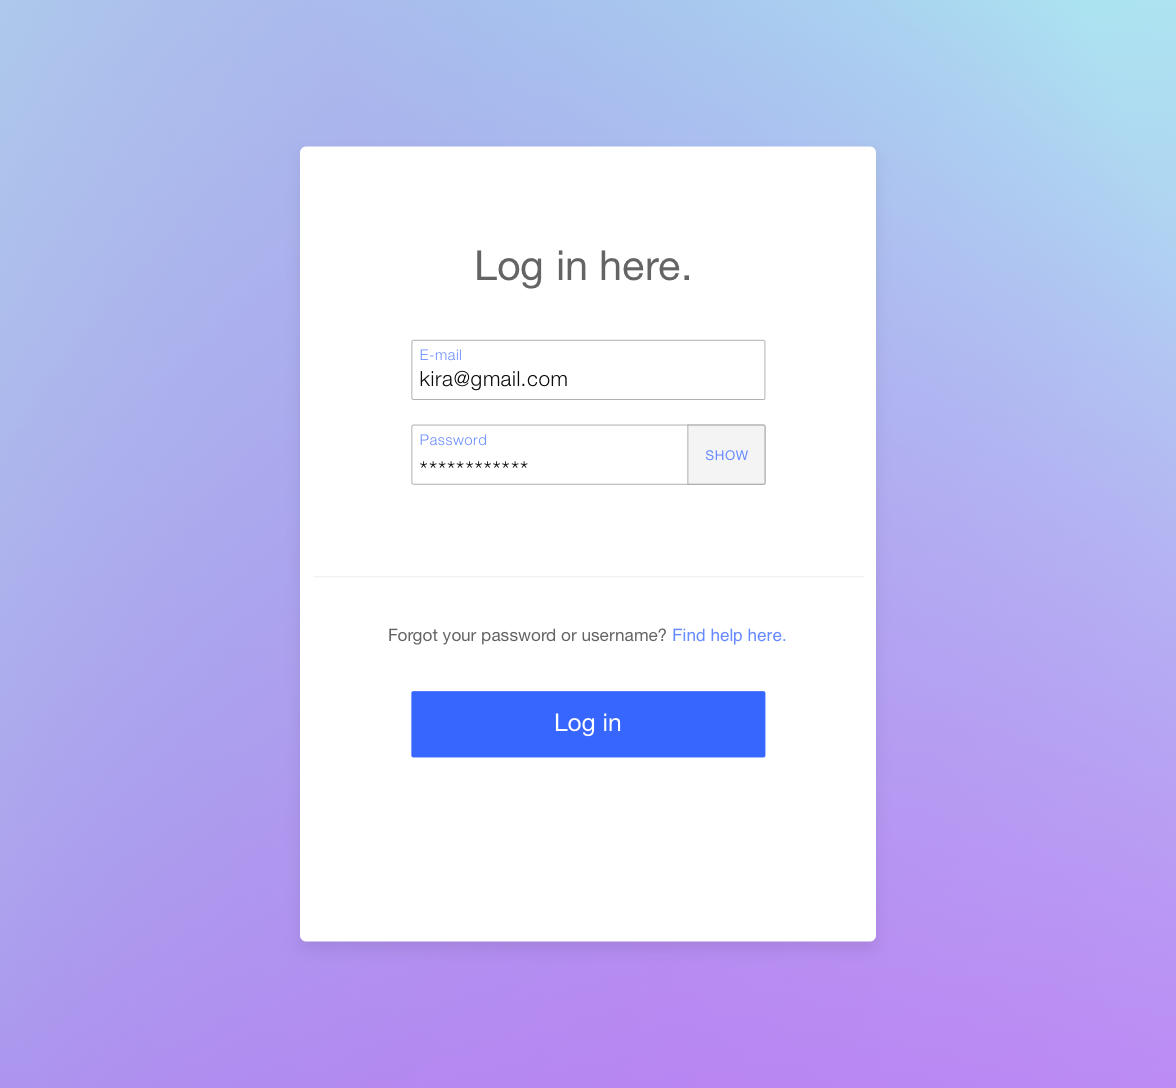 Log in here.
E-mail
kira@gmail.com
Password
************
SHOW
Forgot your password or username? Find help here.
Log in